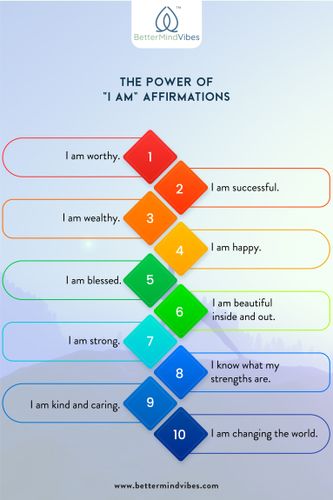 BetterMindVibes™
THE POWER OF
"I AM" AFFIRMATIONS
I am worthy.
1
2
I am successful.
I am wealthy.
3
4
I am happy.
I am blessed.
5
6
I am beautiful
inside and out.
I am strong.
7
8
I know what my
strengths are.
I am kind and caring.
9
10
I am changing the world.
www.bettermindvibes.com